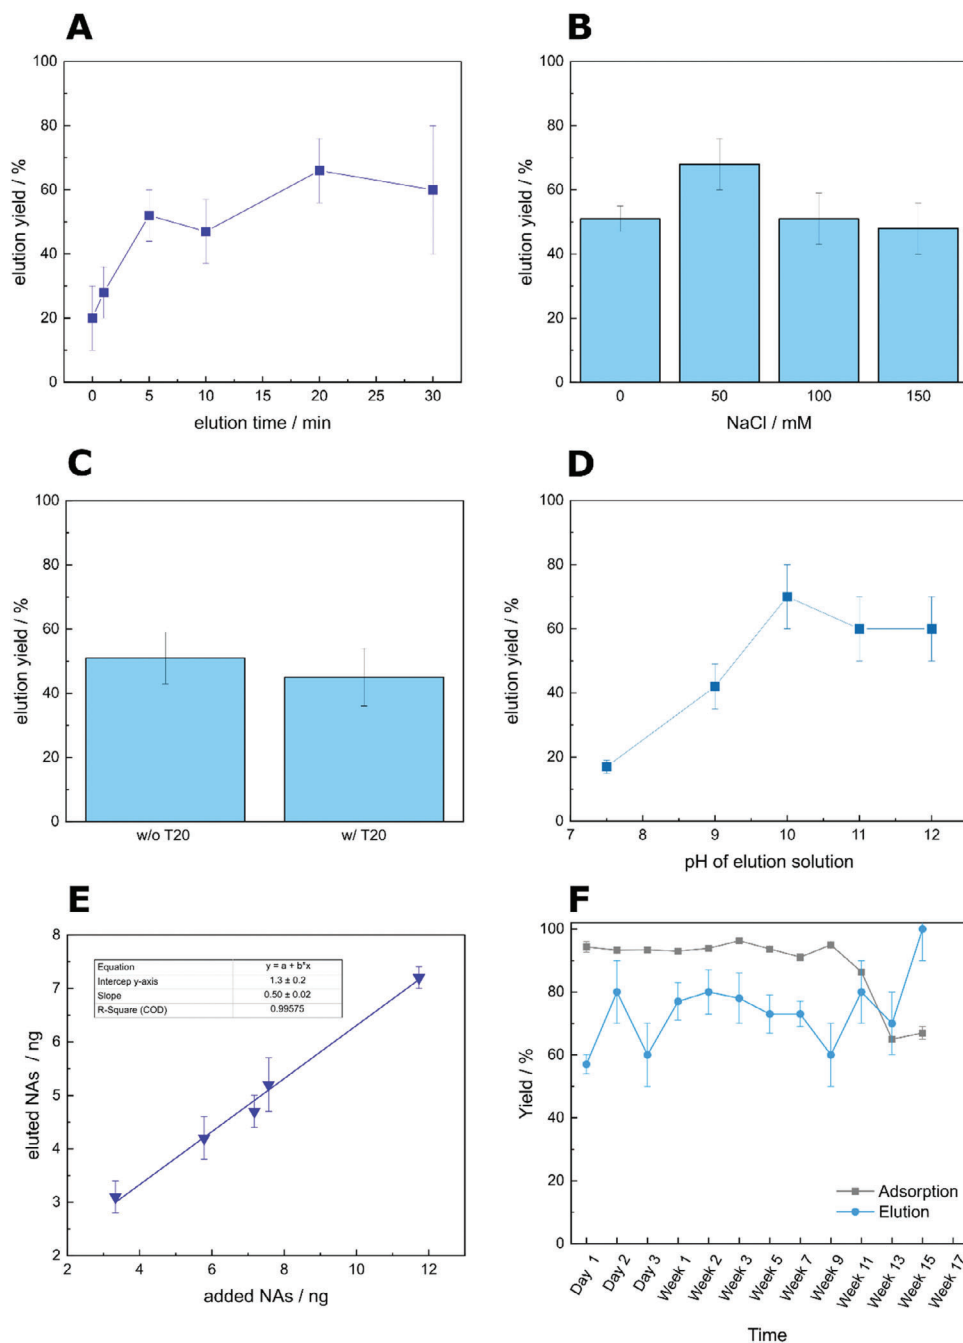 A
100
80
60
40
20
0
elution yield / %
0 5 10 15 20 25 30
elution time / min
B
100
80
60
40
20
0
elution yield / %
0 50 100 150
NaCl / mM
C
100
80
60
40
20
0
elution yield / %
w/o T20 w/ T20
100
80
60
40
20
0
elution yield / %
7 8 9 10 11 12
pH of elution solution
D
E
8
7
6
5
4
3
2
eluted NAs / ng
Equation y = a + b*x
Intercep y-axis 1.3 ± 0.2
Slope 0.50 ± 0.02
R-Square (COD) 0.99575
2 4 6 8 10 12
added NAs / ng
F
100
80
60
40
20
0
Yield / %
Adsorption
Elution
Day 1 Day 2 Day 3 Week 1 Week 2 Week 3 Week 5 Week 7 Week 9 Week 11 Week 13 Week 15 Week 17
Time